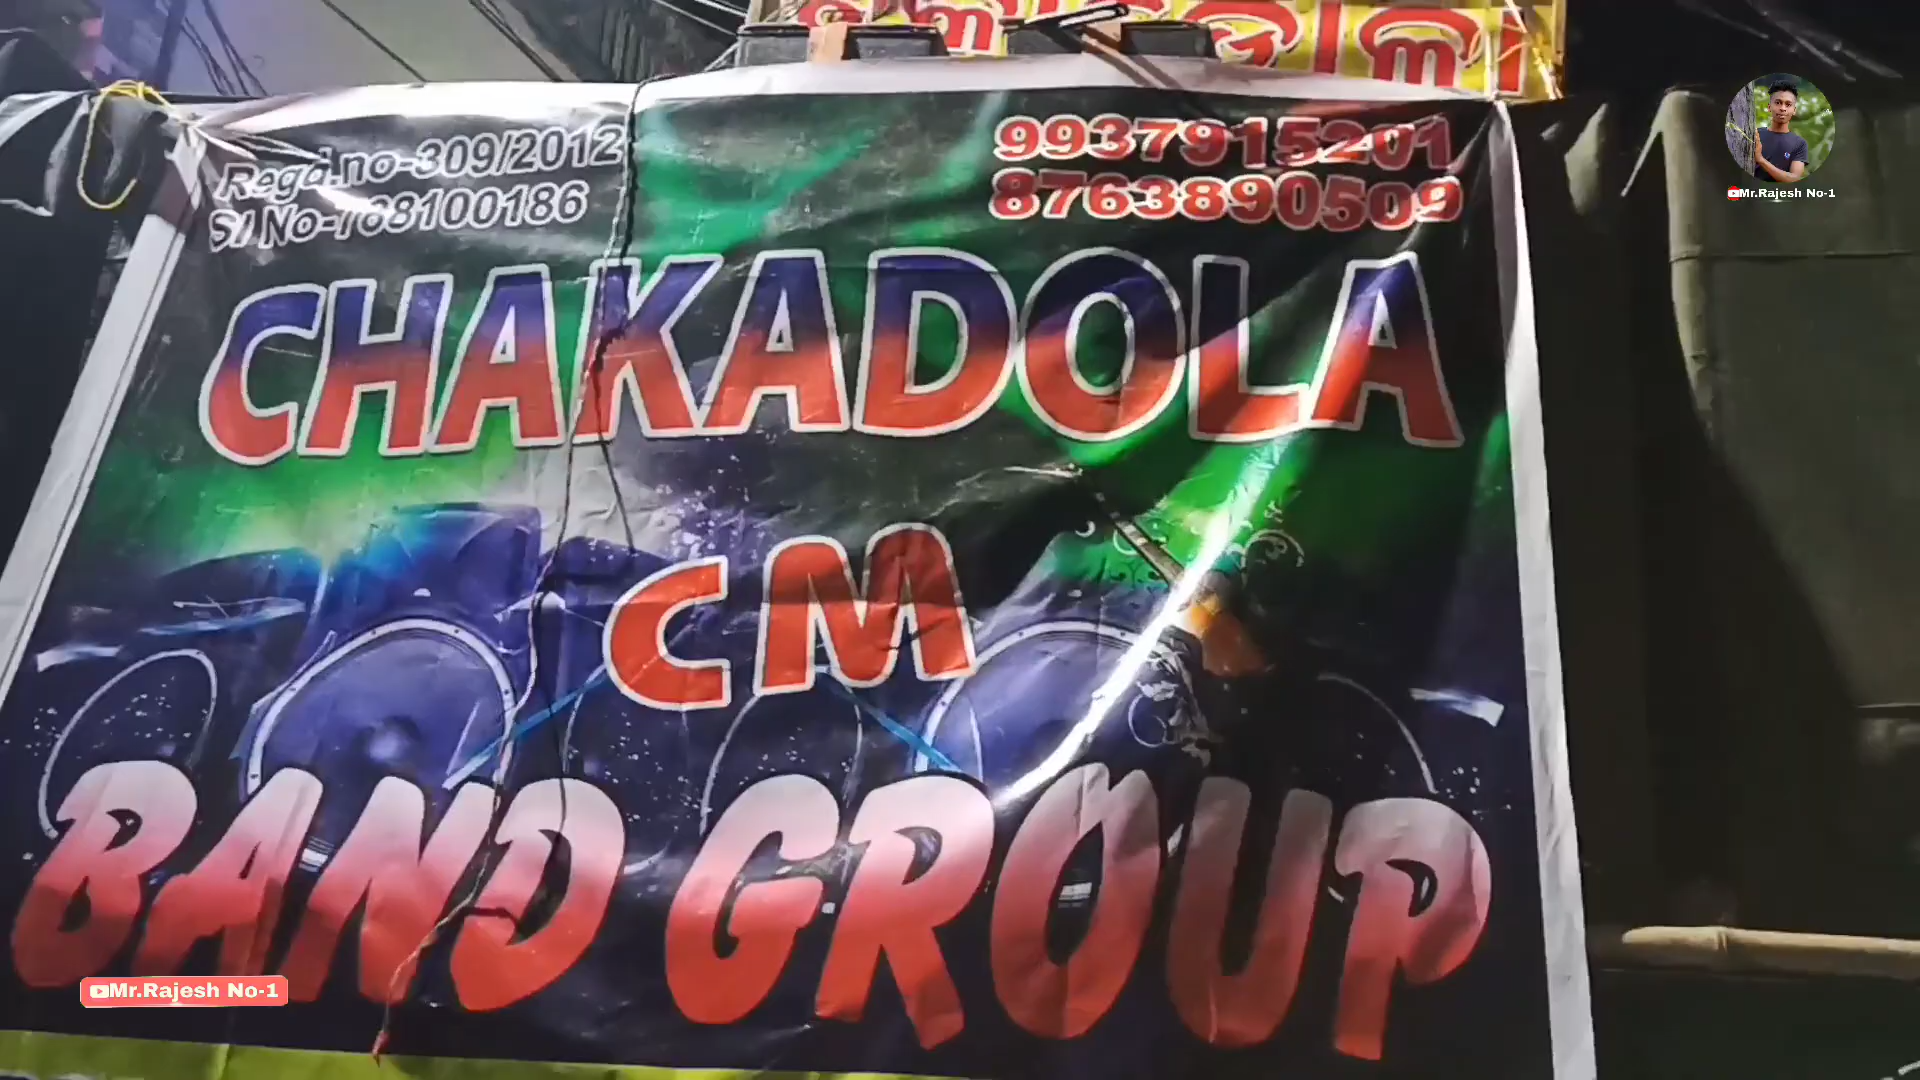 Regd.no-309/2012
Sl No-768100186
9937915201
8763890509
CHAKADOLA
CM
BAND GROUP
Mr.Rajesh No-1
Mr.Rajesh No-1